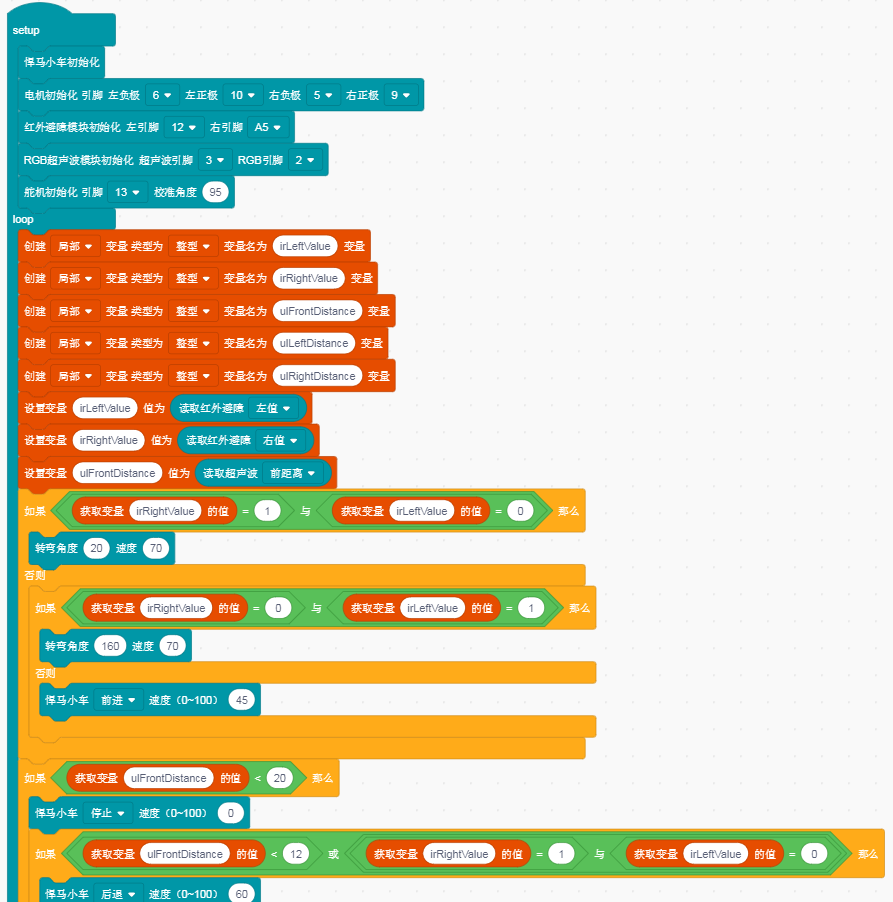 setup
悍马小车初始化
电机初始化 引脚 左负极 6 左正极 10 右负极 5 右正极 9
红外避障模块初始化 左引脚 12 右引脚 A5
RGB超声波模块初始化 超声波引脚 3 RGB引脚 2
舵机初始化 引脚 13 校准角度 95
loop
创建 局部 变量 类型为 整型 变量名为 irLeftValue 变量
创建 局部 变量 类型为 整型 变量名为 irRightValue 变量
创建 局部 变量 类型为 整型 变量名为 ulFrontDistance 变量
创建 局部 变量 类型为 整型 变量名为 ulLeftDistance 变量
创建 局部 变量 类型为 整型 变量名为 ulRightDistance 变量
设置变量 irLeftValue 值为 读取红外避障 左值
设置变量 irRightValue 值为 读取红外避障 右值
设置变量 ulFrontDistance 值为 读取超声波 前距离
如果 获取变量 irRightValue 的值 = 1 与 获取变量 irLeftValue 的值 = 0 那么
转弯角度 20 速度 70
否则
如果 获取变量 irRightValue 的值 = 0 与 获取变量 irLeftValue 的值 = 1 那么
转弯角度 160 速度 70
否则
悍马小车 前进 速度（0~100） 45
如果 获取变量 ulFrontDistance 的值 < 20 那么
悍马小车 停止 速度（0~100） 0
如果 获取变量 ulFrontDistance 的值 < 12 或 获取变量 irRightValue 的值 = 1 与 获取变量 irLeftValue 的值 = 0 那么
悍马小车 后退 速度（0~100） 60